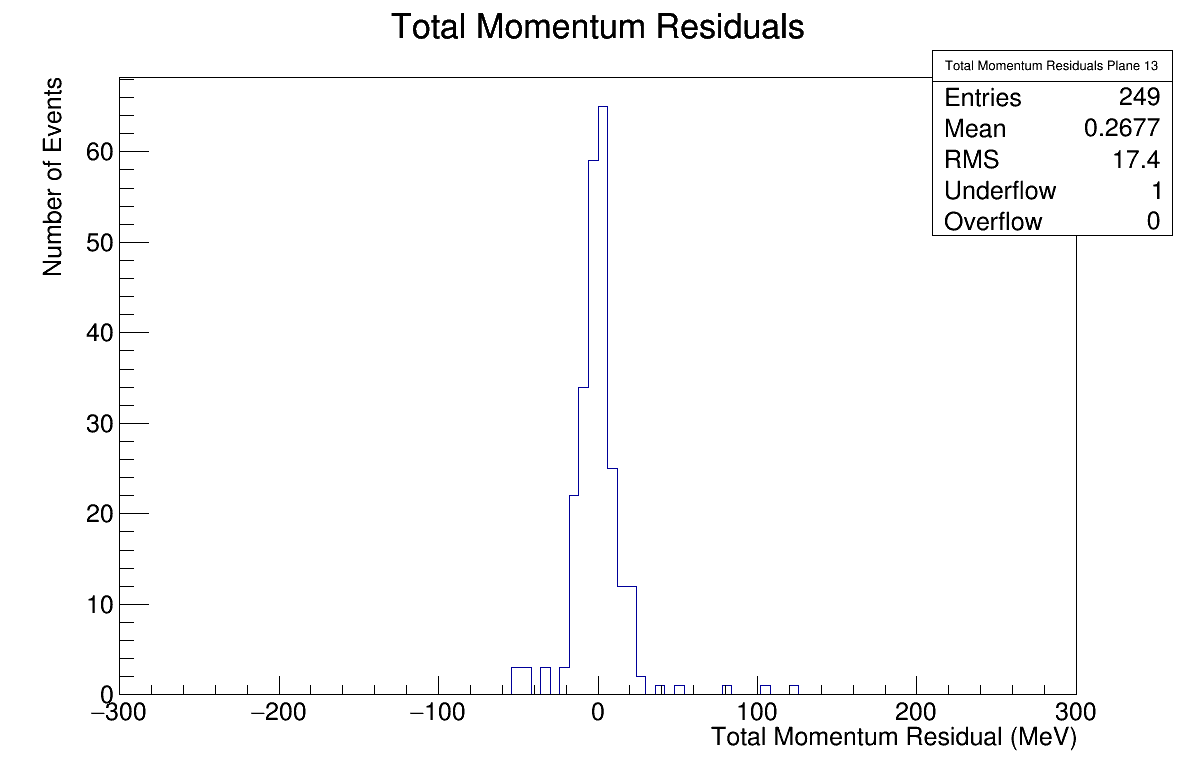 Total Momentum Residuals
Total Momentum Residuals Plane 13
Entries 249
Mean 0.2677
RMS 17.4
Underflow 1
Overflow 0
Number of Events
60
50
40
30
20
10
0
−300 −200 −100 0 100 200 300
Total Momentum Residual (MeV)